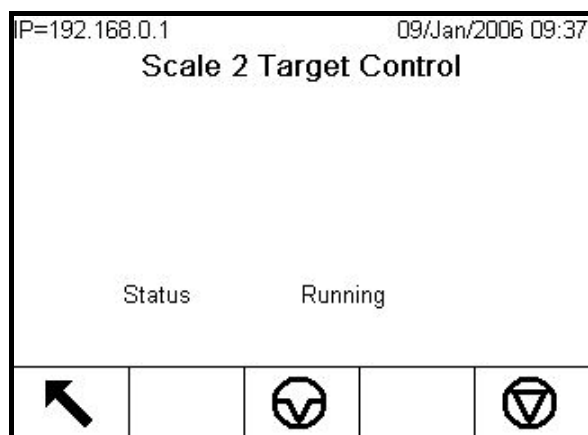 IP=192.168.0.1 09/Jan/2006 09:37
Scale 2 Target Control
Status Running